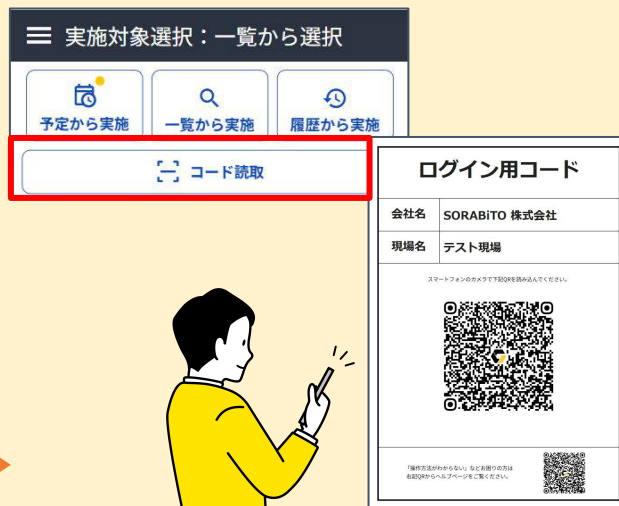 実施対象選択：一覧から選択
予定から実施
一覧から実施
履歴から実施
コード読取
ログイン用コード
会社名 SORABiTO 株式会社
現場名 テスト現場
スマートフォンのカメラで下記QRを読み込んでください。
「操作方法がわからない」などお困りの方は
右記QRからヘルプページをご覧ください。